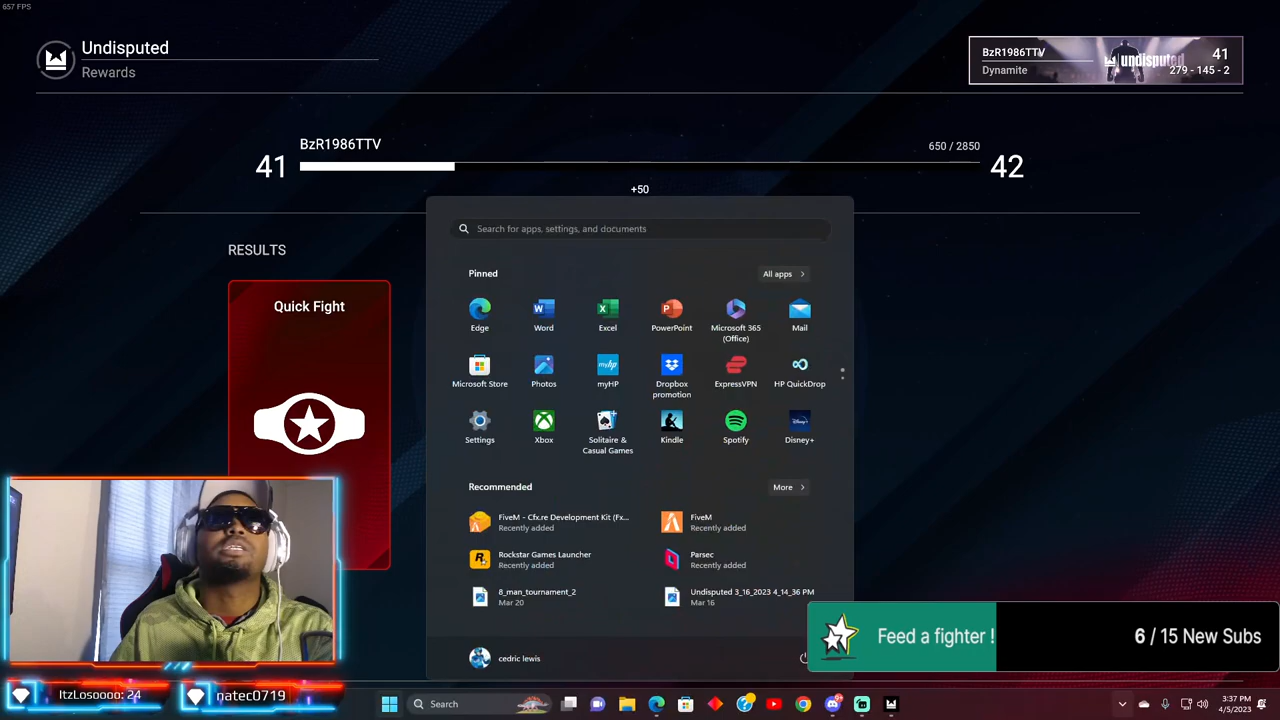 657 FPS
Undisputed
Rewards
BzR1986TTV
Dynamite
undisputed
41
279 - 145 - 2
BzR1986TTV
650 / 2850
41
42
+50
RESULTS
Quick Fight
Search for apps, settings, and documents
Pinned
All apps
Edge
Word
Excel
PowerPoint
Microsoft 365
(Office)
Mail
Microsoft Store
Photos
myHP
Dropbox
promotion
ExpressVPN
HP QuickDrop
Settings
Xbox
Solitaire &
Casual Games
Kindle
Spotify
Disney+
Recommended
More
FiveM - Cfx.re Development Kit (Fx...
Recently added
FiveM
Recently added
Rockstar Games Launcher
Recently added
Parsec
Recently added
8_man_tournament_2
Mar 20
Undisputed 3_16_2023 4_14_36 PM
Mar 16
cedric lewis
Feed a fighter !
6 / 15 New Subs
ItzLosoooo: 24
natec0719
Search
3:37 PM
4/5/2023